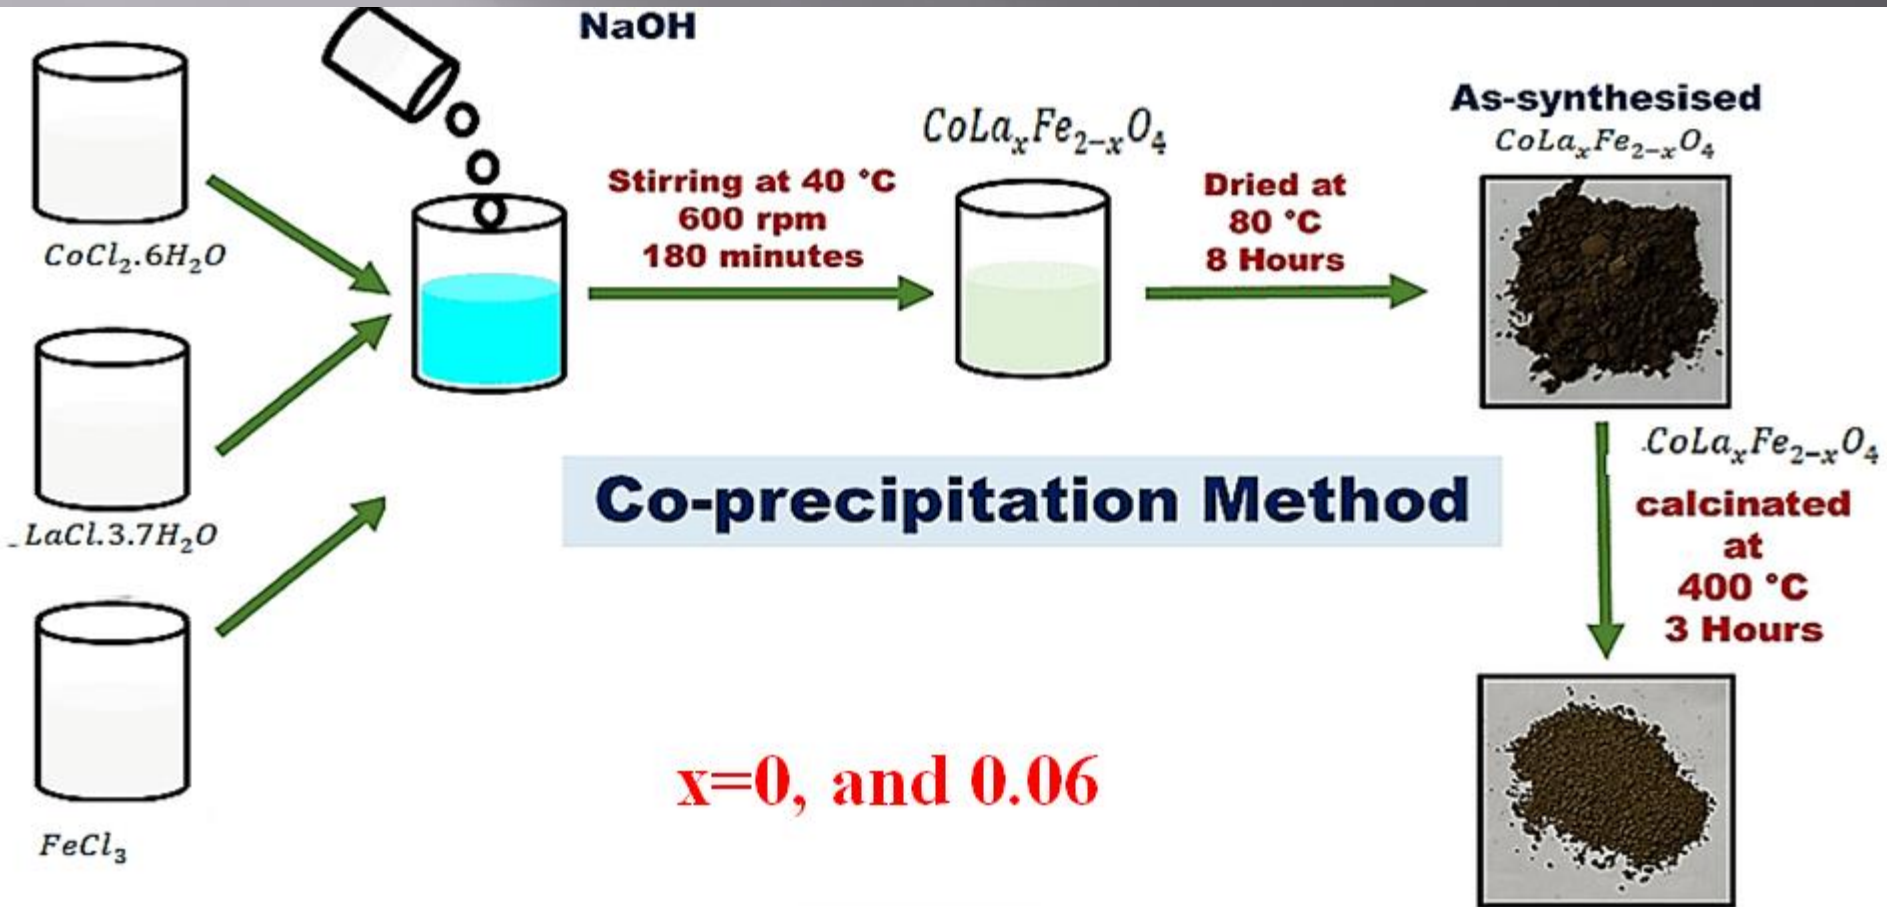 NaOH
CoCl₂.6H₂O
LaCl.3.7H₂O
FeCl₃
Stirring at 40 °C
600 rpm
180 minutes
CoLaₓFe₂₋ₓO₄
Dried at
80 °C
8 Hours
As-synthesised
CoLaₓFe₂₋ₓO₄
.CoLaₓFe₂₋ₓO₄
calcinated
at
400 °C
3 Hours
Co-precipitation Method
x=0, and 0.06